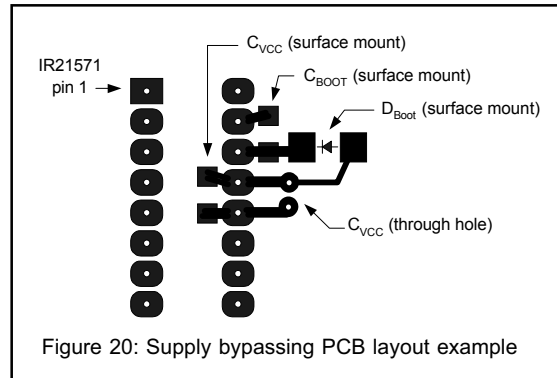 C_VCC (surface mount)
IR21571
pin 1
C_BOOT (surface mount)
D_Boot (surface mount)
C_VCC (through hole)
Figure 20: Supply bypassing PCB layout example